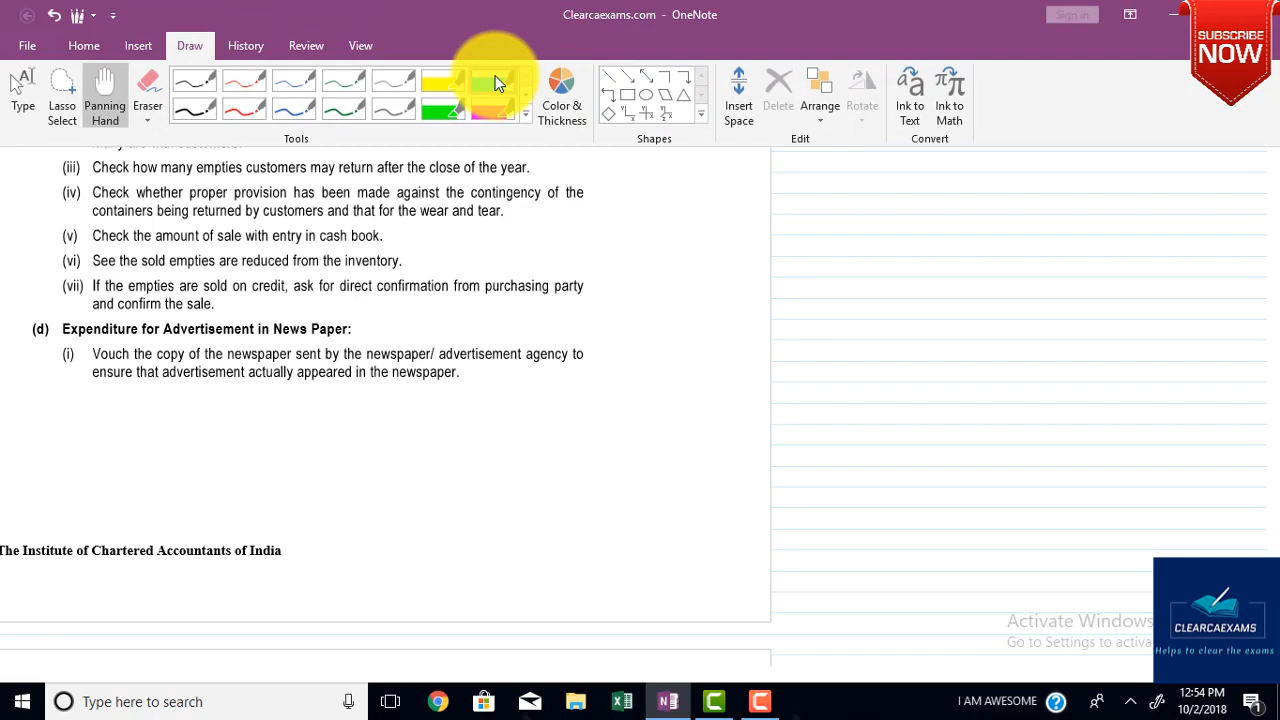 Clearcaexams.com - OneNote
Sign in
SUBSCRIBE
NOW
File Home Insert Draw History Review View
Type
Lasso Select
Panning Hand
Eraser
Color & Thickness
Insert Space
Delete
Arrange
Rotate
Ink to Text
Ink to Math
Tools Shapes Edit Convert
(iii) Check how many empties customers may return after the close of the year.
(iv) Check whether proper provision has been made against the contingency of the
containers being returned by customers and that for the wear and tear.
(v) Check the amount of sale with entry in cash book.
(vi) See the sold empties are reduced from the inventory.
(vii) If the empties are sold on credit, ask for direct confirmation from purchasing party
and confirm the sale.
(d) Expenditure for Advertisement in News Paper:
(i) Vouch the copy of the newspaper sent by the newspaper/ advertisement agency to
ensure that advertisement actually appeared in the newspaper.
The Institute of Chartered Accountants of India
Activate Windows
Go to Settings to activa
CLEARCAEXAMS
Helps to clear the exams
Type here to search
I AM AWESOME
12:54 PM
10/2/2018
1